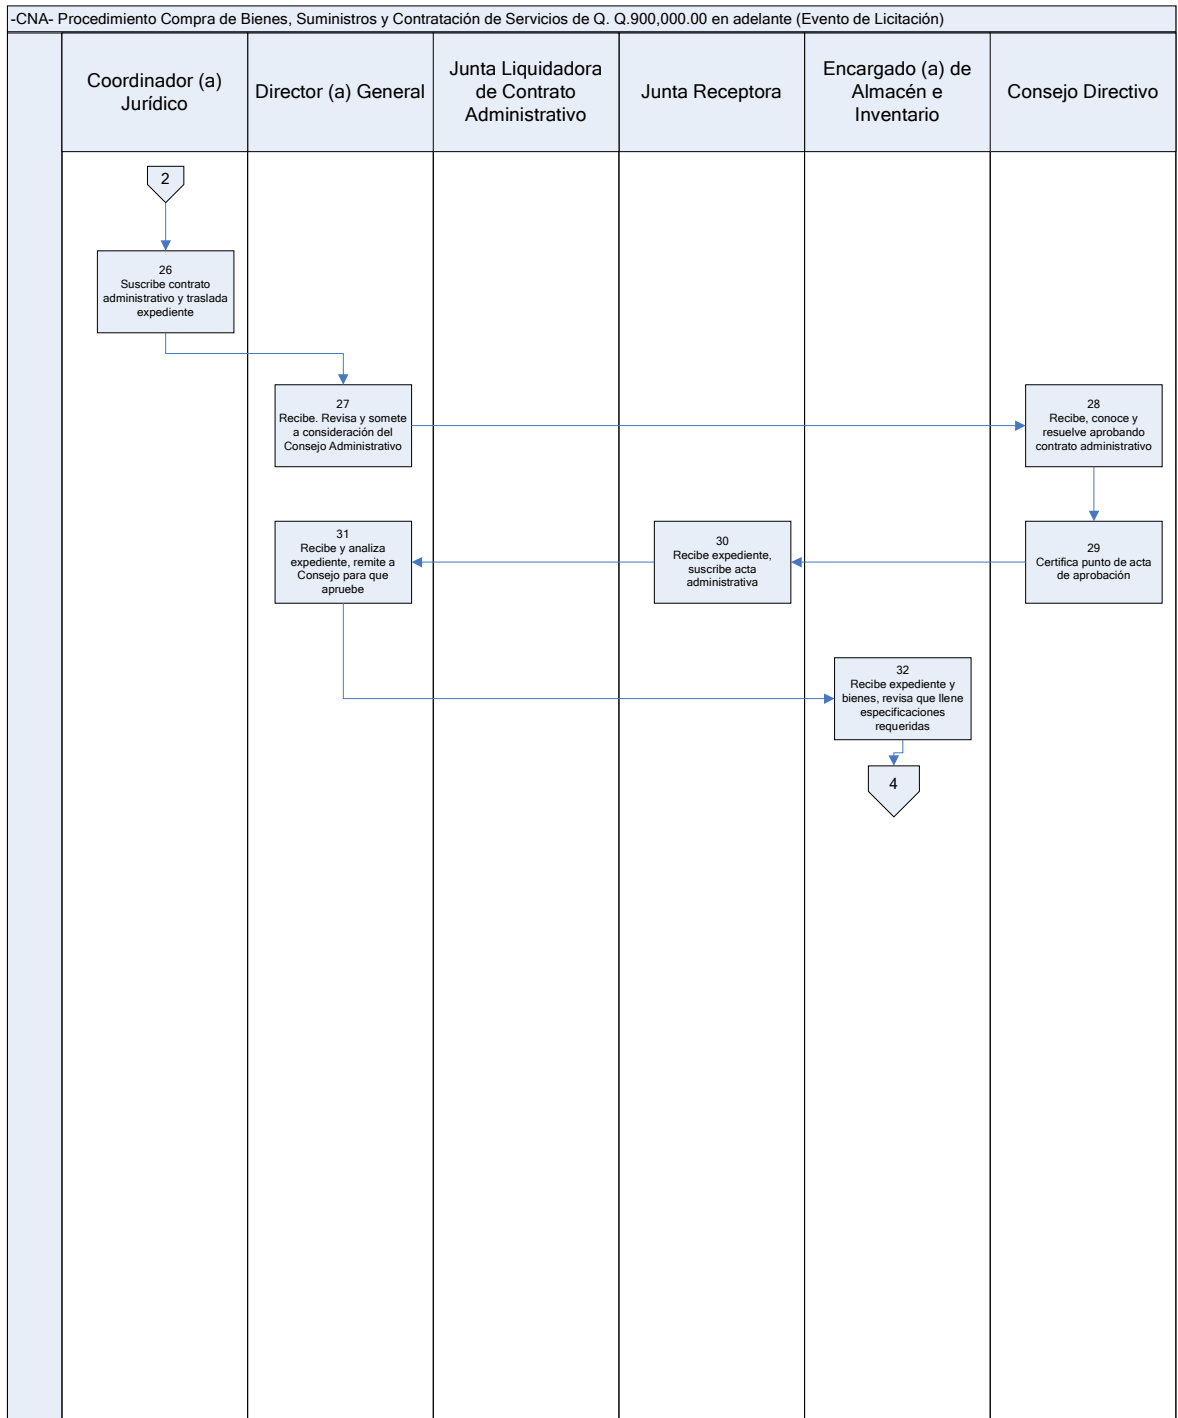 -CNA- Procedimiento Compra de Bienes, Suministros y Contratación de Servicios de Q. Q.900,000.00 en adelante (Evento de Licitación)
Coordinador (a)
Jurídico
Director (a) General
Junta Liquidadora
de Contrato
Administrativo
Junta Receptora
Encargado (a) de
Almacén e
Inventario
Consejo Directivo
2
26
Suscribe contrato
administrativo y traslada
expediente
27
Recibe. Revisa y somete
a consideración del
Consejo Administrativo
28
Recibe, conoce y
resuelve aprobando
contrato administrativo
31
Recibe y analiza
expediente, remite a
Consejo para que
apruebe
30
Recibe expediente,
suscribe acta
administrativa
29
Certifica punto de acta
de aprobación
32
Recibe expediente y
bienes, revisa que llene
especificaciones
requeridas
4